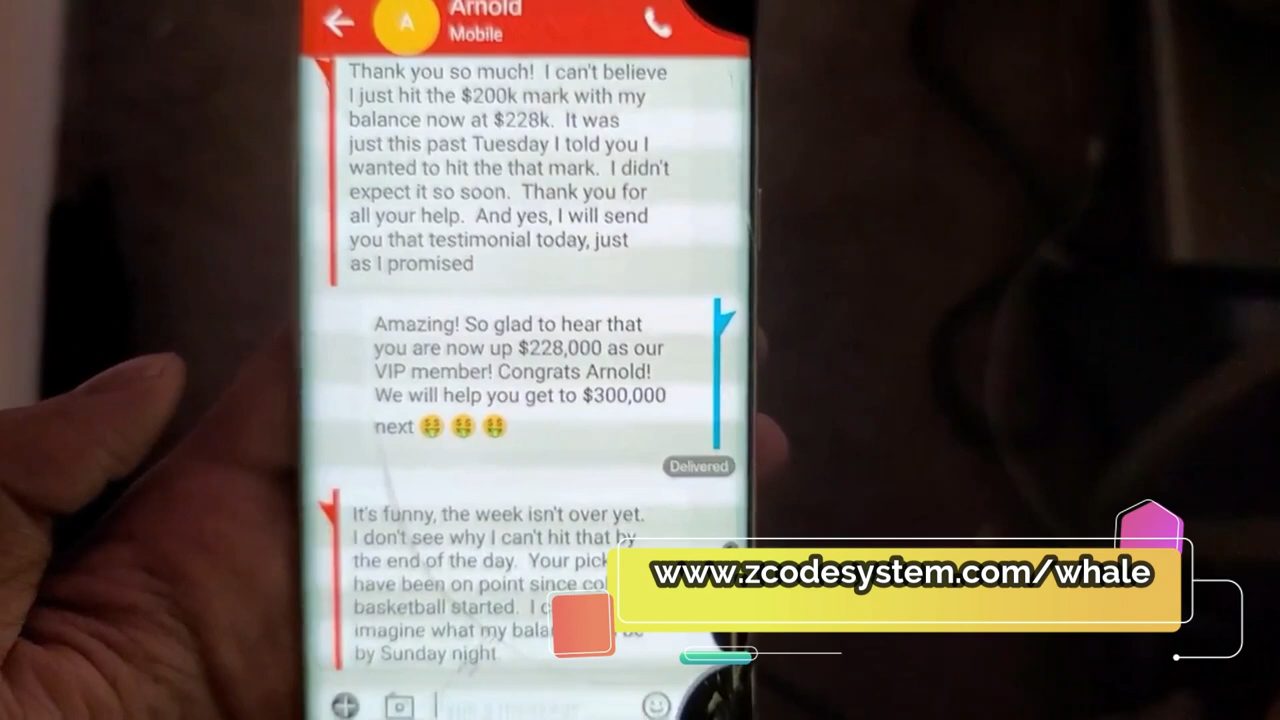 Arnold
A
Mobile
Thank you so much! I can't believe
I just hit the $200k mark with my
balance now at $228k. It was
just this past Tuesday I told you I
wanted to hit the that mark. I didn't
expect it so soon. Thank you for
all your help. And yes, I will send
you that testimonial today, just
as I promised
Amazing! So glad to hear that
you are now up $228,000 as our
VIP member! Congrats Arnold!
We will help you get to $300,000
next 🤑 🤑 🤑
Delivered
It's funny, the week isn't over yet.
I don't see why I can't hit that by
the end of the day. Your
have been on point since
basketball started. I
imagine what my
by Sunday night
www.zcodesystem.com/whale